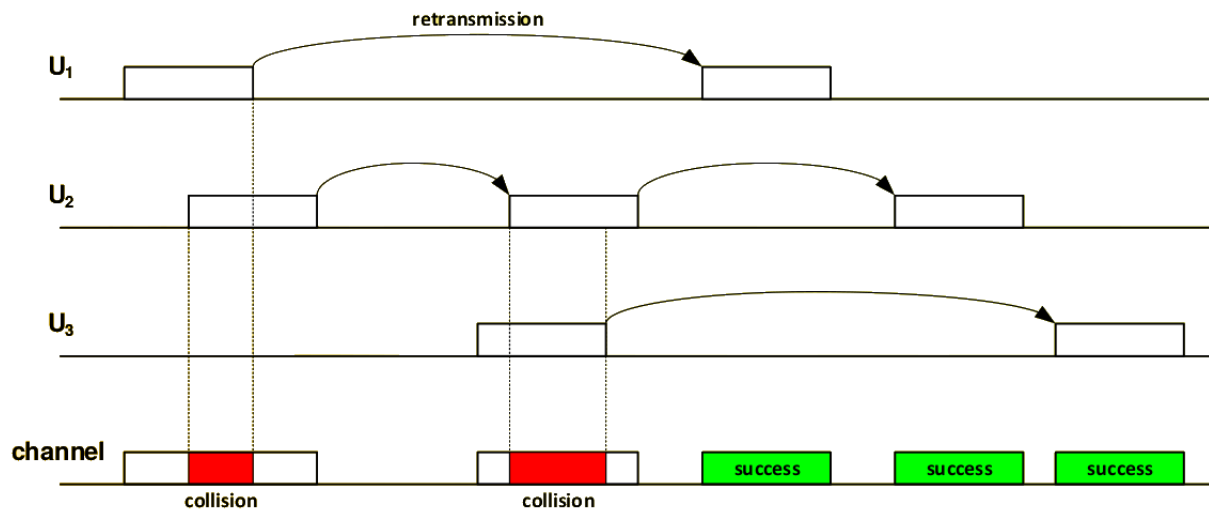 retransmission
U1
U2
U3
channel
success
success
success
collision
collision